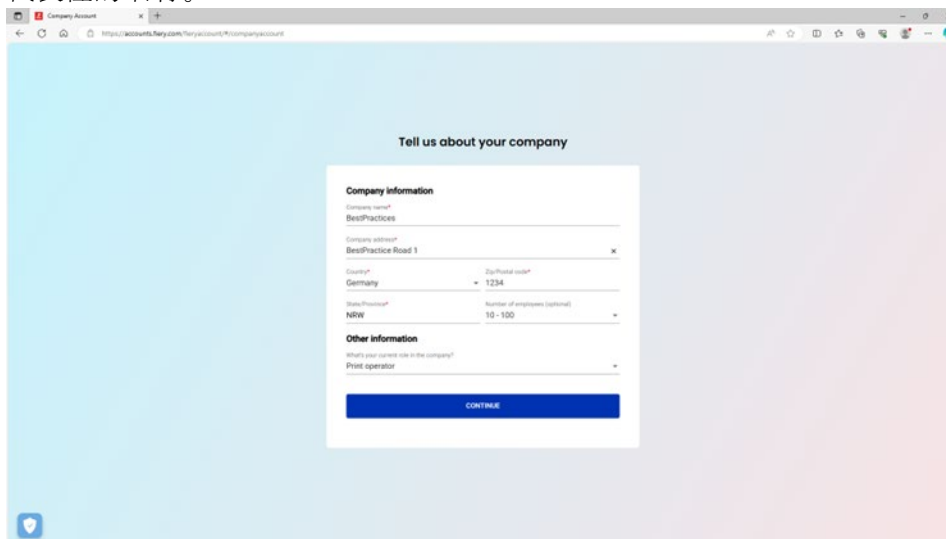 Company Account
https://accounts.fiery.com/fieryaccount/#/companyaccount
Tell us about your company
Company information
Company name*
BestPractices
Company address*
BestPractice Road 1
Country* Zip/Postal code*
Germany 1234
State/Province* Number of employees (optional)
NRW 10 - 100
Other information
What's your current role in the company?
Print operator
CONTINUE